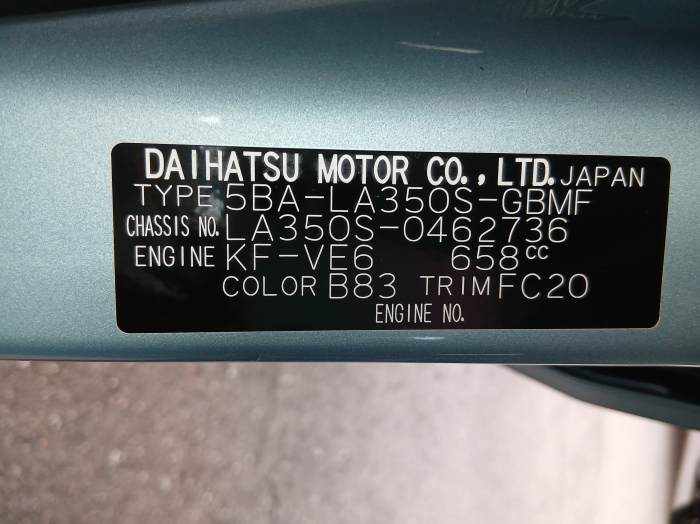 DAIHATSU MOTOR CO., LTD. JAPAN
TYPE 5BA-LA350S-GBMF
CHASSIS NO. LA350S-0462736
ENGINE KF-VE6 658cc
COLOR B83 TRIM FC20
ENGINE NO.